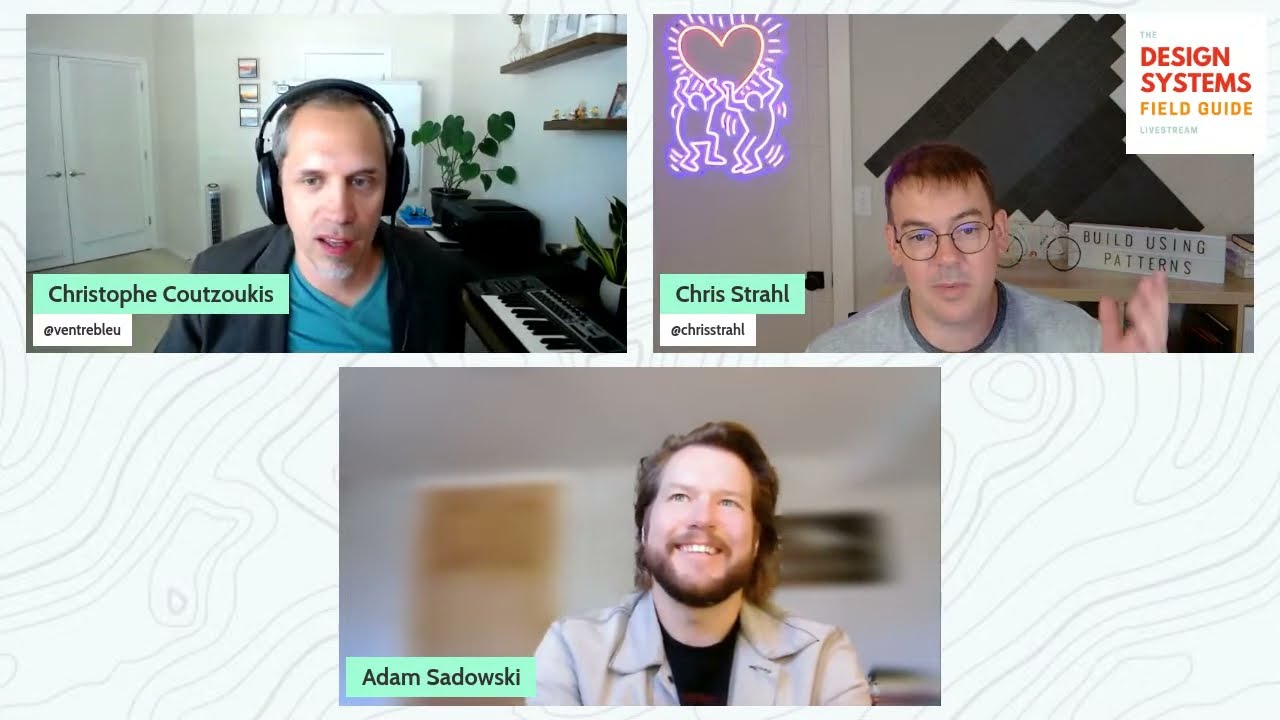 Christophe Coutzoukis
@ventrebleu
Chris Strahl
@chrisstrahl
THE
DESIGN
SYSTEMS
FIELD GUIDE
LIVESTREAM
BUILD USING
PATTERNS
Adam Sadowski